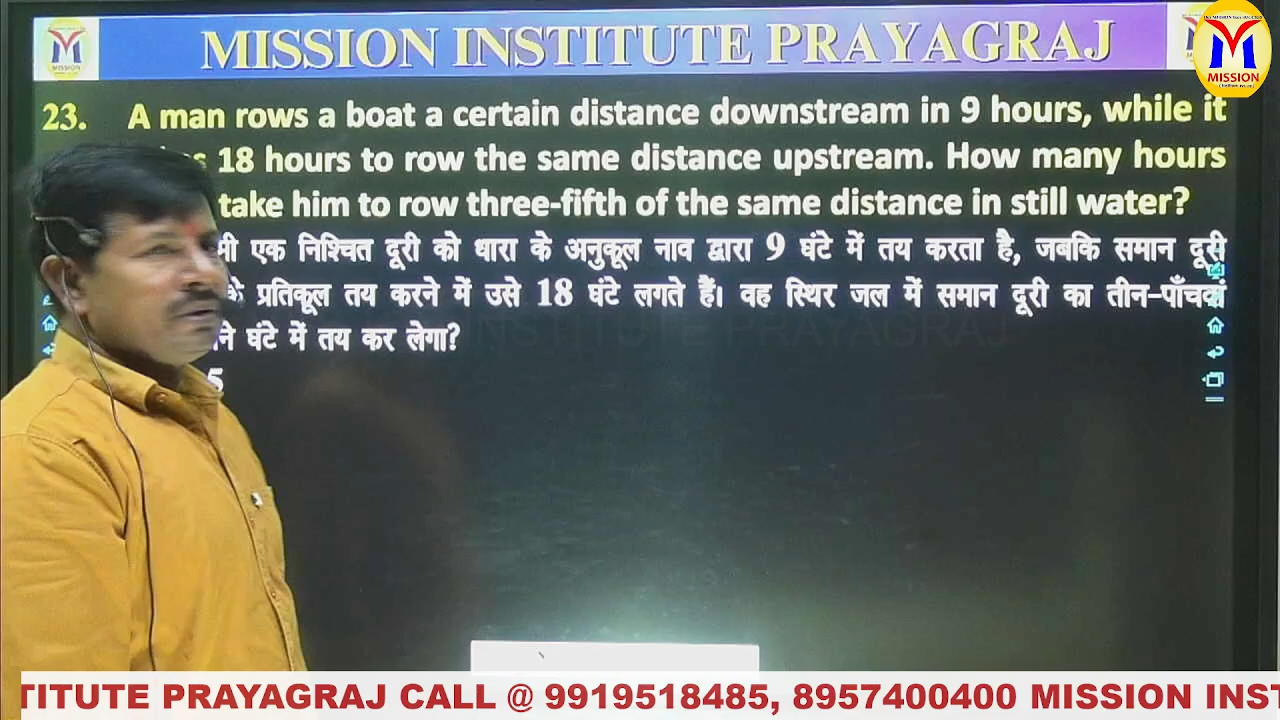 MISSION INSTITUTE PRAYAGRAJ
MISSION
23. A man rows a boat a certain distance downstream in 9 hours, while it
18 hours to row the same distance upstream. How many hours
take him to row three-fifth of the same distance in still water?
एक निश्चित दूरी को धारा के अनुकूल नाव द्वारा 9 घंटे में तय करता है, जबकि समान दूरी
प्रतिकूल तय करने में उसे 18 घंटे लगते हैं। वह स्थिर जल में समान दूरी का तीन-पाँचवां
घंटे में तय कर लेगा?
5
TITUTE PRAYAGRAJ CALL @ 9919518485, 8957400400 MISSION INST